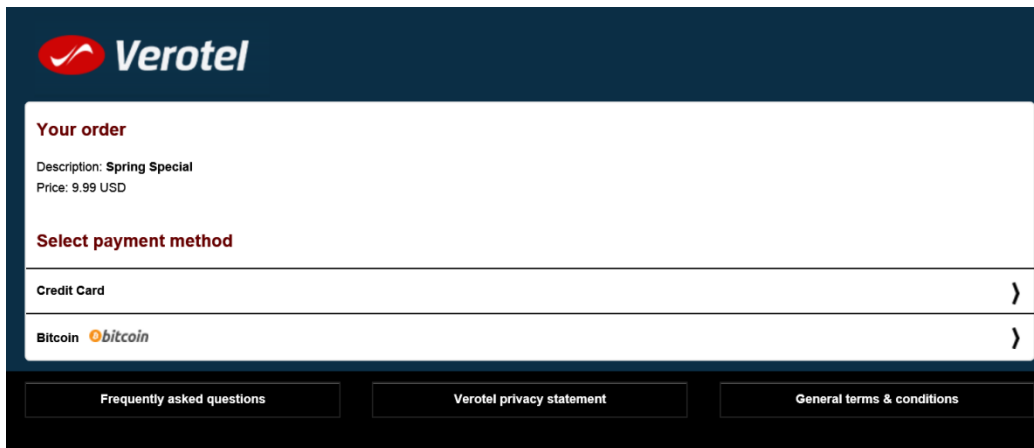 Verotel
Your order
Description: Spring Special
Price: 9.99 USD
Select payment method
Credit Card
Bitcoin bitcoin
Frequently asked questions
Verotel privacy statement
General terms & conditions